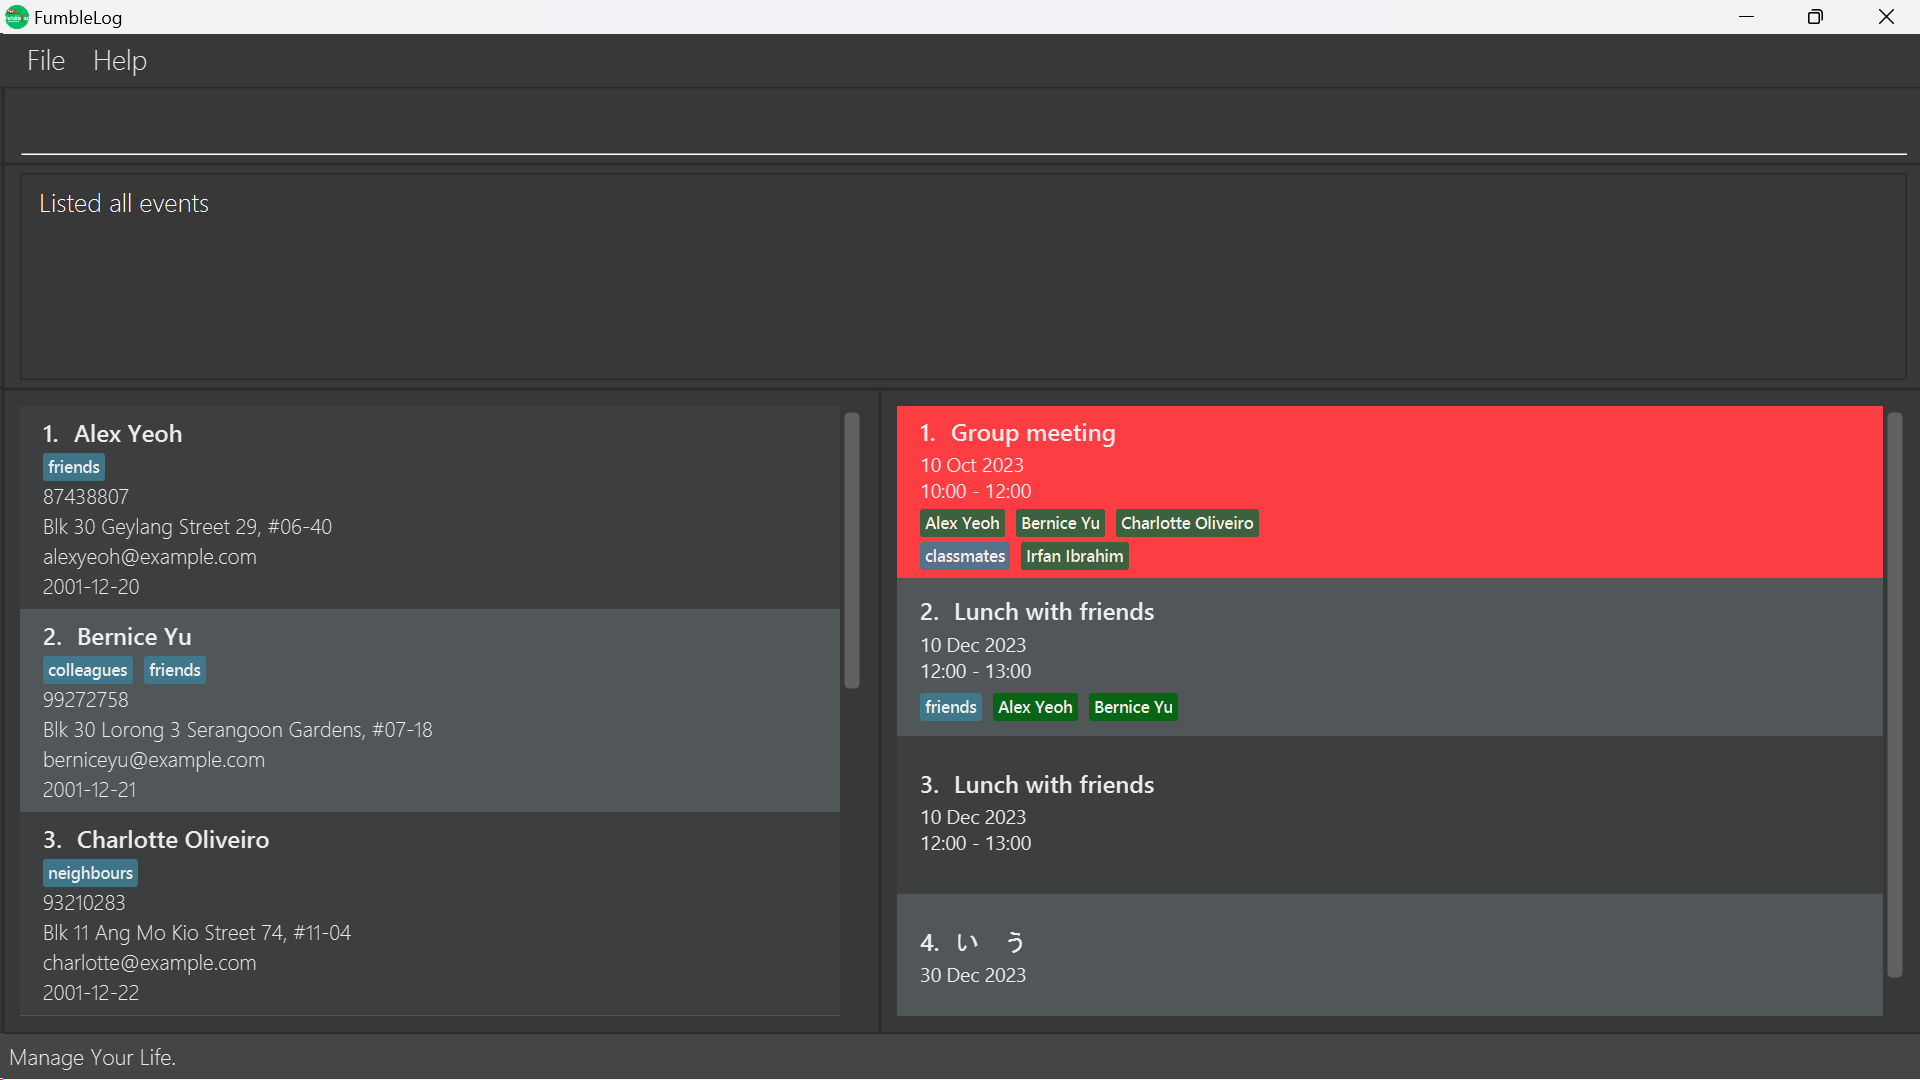 FumbleLog
File Help
Listed all events
1. Alex Yeoh
friends
87438807
Blk 30 Geylang Street 29, #06-40
alexyeoh@example.com
2001-12-20
2. Bernice Yu
colleagues friends
99272758
Blk 30 Lorong 3 Serangoon Gardens, #07-18
berniceyu@example.com
2001-12-21
3. Charlotte Oliveiro
neighbours
93210283
Blk 11 Ang Mo Kio Street 74, #11-04
charlotte@example.com
2001-12-22
1. Group meeting
10 Oct 2023
10:00 - 12:00
Alex Yeoh Bernice Yu Charlotte Oliveiro
classmates Irfan Ibrahim
2. Lunch with friends
10 Dec 2023
12:00 - 13:00
friends Alex Yeoh Bernice Yu
3. Lunch with friends
10 Dec 2023
12:00 - 13:00
4. い う
30 Dec 2023
Manage Your Life.